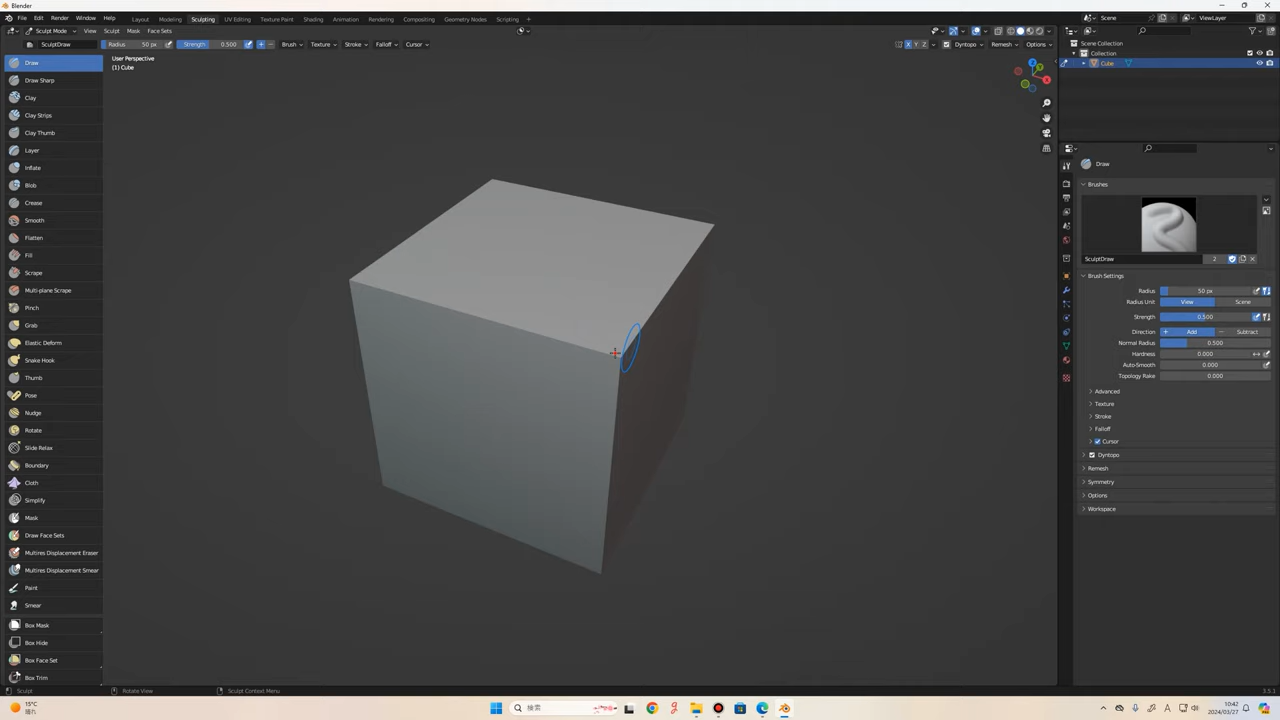 Blender
File Edit Render Window Help Layout Modeling Sculpting UV Editing Texture Paint Shading Animation Rendering Compositing Geometry Nodes Scripting Scene ViewLayer
Sculpt Mode View Sculpt Mask Face Sets
SculptDraw Radius 50 px Strength 0.500 Brush Texture Stroke Falloff Cursor X Y Z Dyntopo Remesh Options
Draw
Draw Sharp
Clay
Clay Strips
Clay Thumb
Layer
Inflate
Blob
Crease
Smooth
Flatten
Fill
Scrape
Multi-plane Scrape
Pinch
Grab
Elastic Deform
Snake Hook
Thumb
Pose
Nudge
Rotate
Slide Relax
Boundary
Cloth
Simplify
Mask
Draw Face Sets
Multires Displacement Eraser
Multires Displacement Smear
Paint
Smear
Box Mask
Box Hide
Box Face Set
Box Trim
User Perspective
(1) Cube
Z
Y
X
Scene Collection
Collection
Cube
Draw
Brushes
SculptDraw 2
Brush Settings
Radius 50 px
Radius Unit View Scene
Strength 0.500
Direction Add Subtract
Normal Radius 0.500
Hardness 0.000
Auto-Smooth 0.000
Topology Rake 0.000
Advanced
Texture
Stroke
Falloff
Cursor
Dyntopo
Remesh
Symmetry
Options
Workspace
Sculpt Rotate View Sculpt Context Menu 3.5.1
15°C
晴れ
検索
A
10:42
2024/03/27